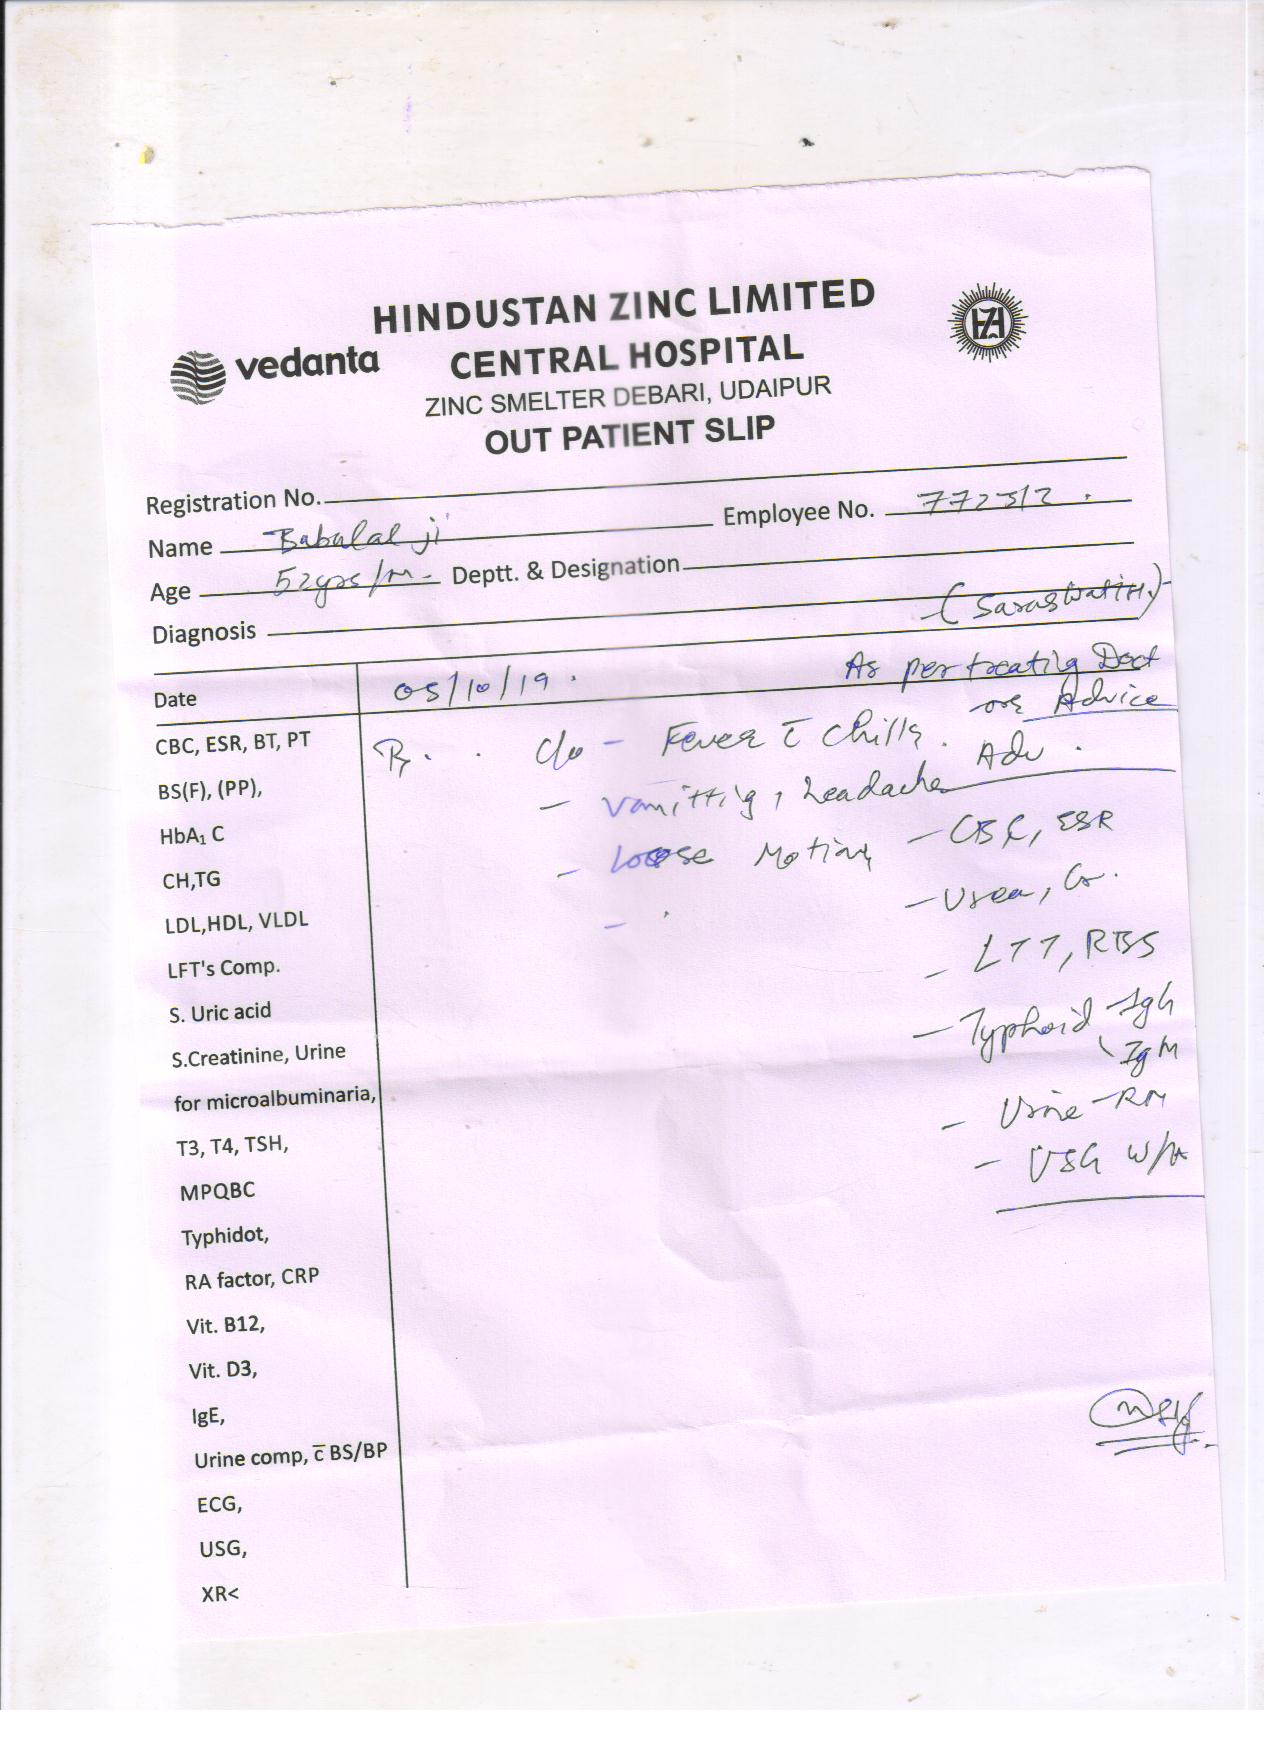 HINDUSTAN ZINC LIMITED
vedanta
CENTRAL HOSPITAL
ZINC SMELTER DEBARI, UDAIPUR
OUT PATIENT SLIP
Registration No.
Name Babulal ji Employee No.
Age 52yrs/M. Deptt. & Designation
Diagnosis (Saraswati H.)
Date 05/10/19. As per treatig Doct
or Advice
CBC, ESR, BT, PT
R. c/o - Fever c̄ chills. Adv.
BS(F), (PP),
- Vomittig, headache
HbA₁ C
- CBC, ESR
- loose Motion
CH,TG
- Urea, Cr.
LDL,HDL, VLDL
- LFT, RBS
LFT's Comp.
S. Uric acid
- Typhoid IgG
S.Creatinine, Urine
IgM
for microalbuminaria,
- Urine - RM
T3, T4, TSH,
- USG W/A
MPQBC
Typhidot,
RA factor, CRP
Vit. B12,
Vit. D3,
IgE,
Urine comp, c̄ BS/BP
ECG,
USG,
XR<